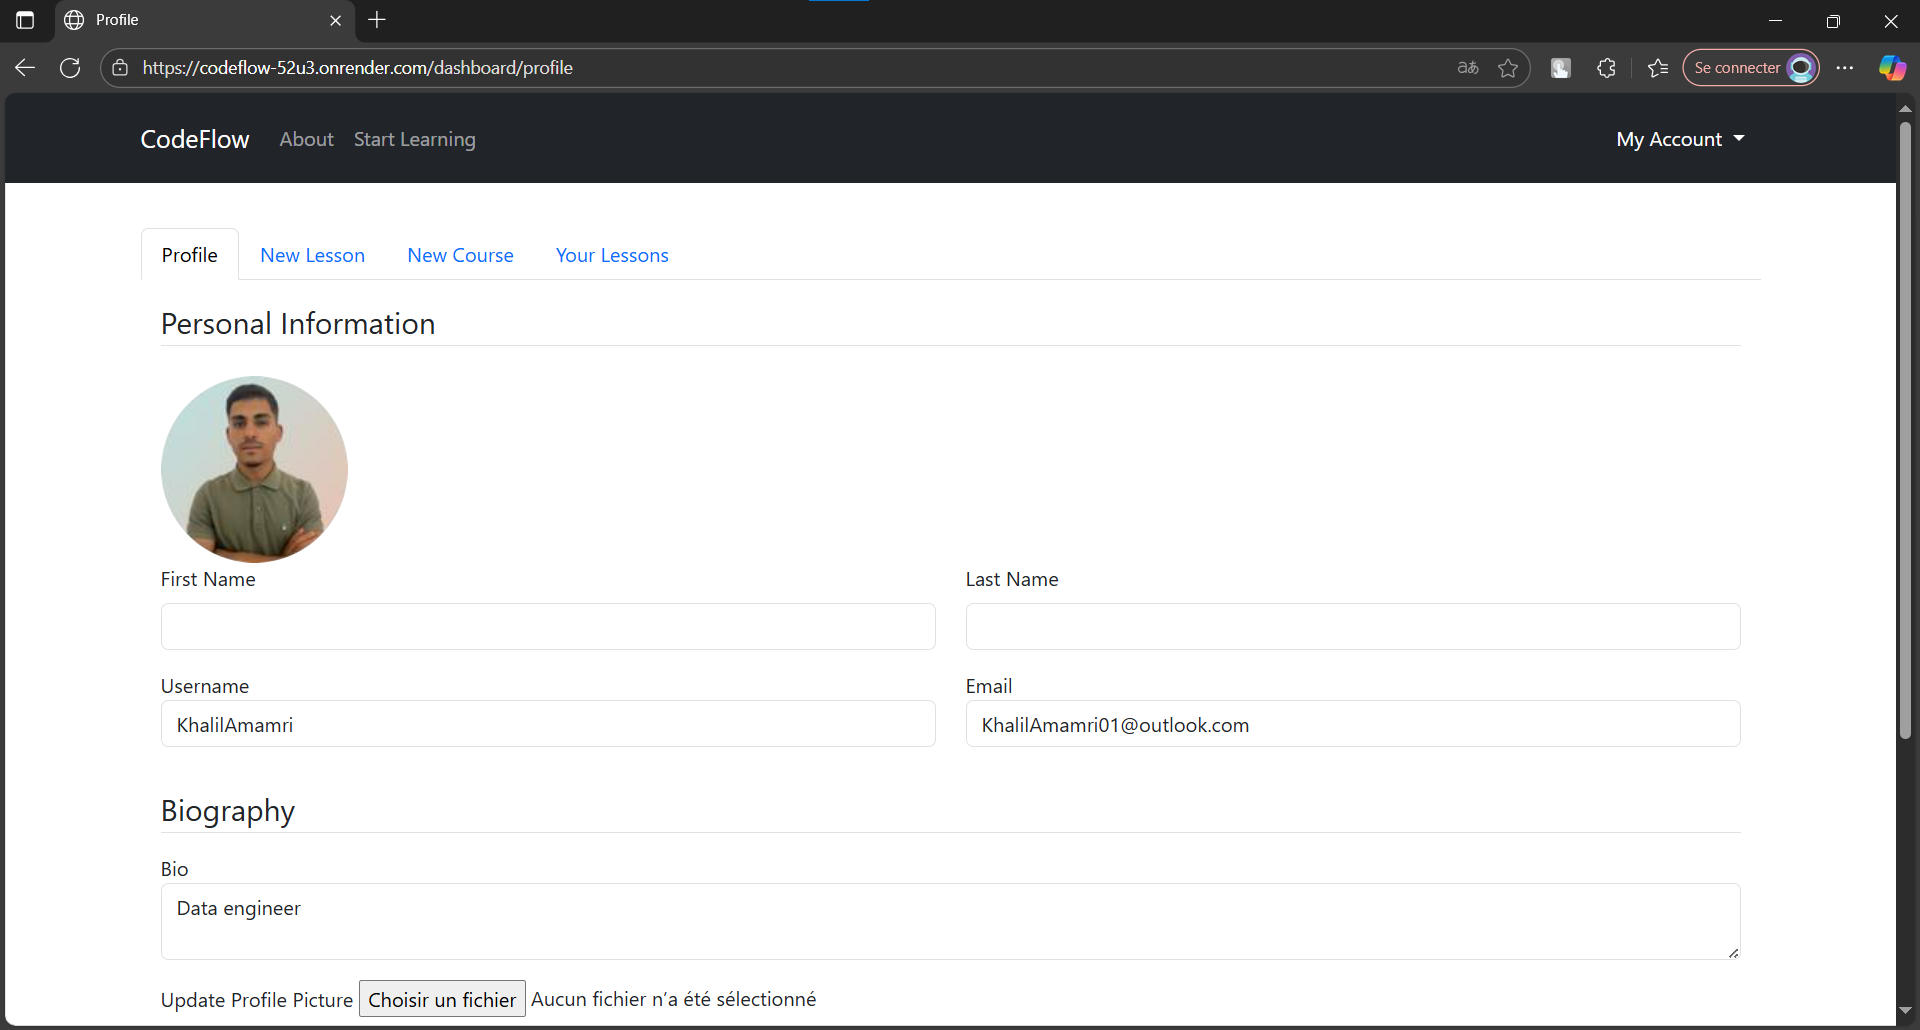 Profile
https://codeflow-52u3.onrender.com/dashboard/profile
aあ
Se connecter
CodeFlow About Start Learning My Account
Profile New Lesson New Course Your Lessons
Personal Information
First Name Last Name
Username Email
KhalilAmamri KhalilAmamri01@outlook.com
Biography
Bio
Data engineer
Update Profile Picture Choisir un fichier Aucun fichier n'a été sélectionné